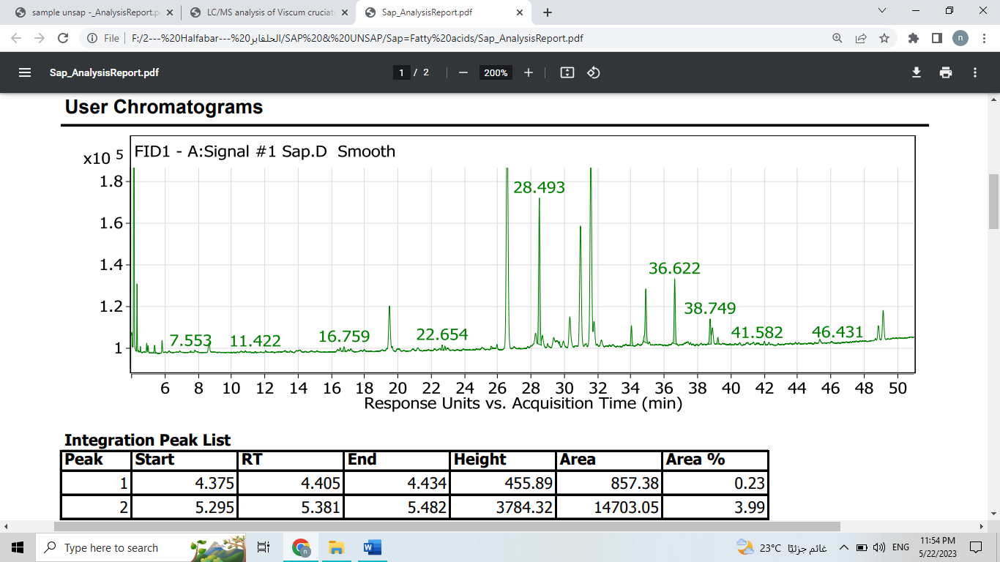 sample unsap -_AnalysisReport.p
LC/MS analysis of Viscum cruciat
Sap_AnalysisReport.pdf
File
F:/2---%20Halfabar---%20الحلفابر/SAP%20&%20UNSAP/Sap=Fatty%20acids/Sap_AnalysisReport.pdf
n
Sap_AnalysisReport.pdf
1 / 2
200%
User Chromatograms
x10 5
FID1 - A:Signal #1 Sap.D Smooth
1.8
28.493
1.6
1.4
36.622
1.2
38.749
7.553 11.422 16.759 22.654 41.582 46.431
1
6 8 10 12 14 16 18 20 22 24 26 28 30 32 34 36 38 40 42 44 46 48 50
Response Units vs. Acquisition Time (min)
Integration Peak List
Peak Start RT End Height Area Area %
1 4.375 4.405 4.434 455.89 857.38 0.23
2 5.295 5.381 5.482 3784.32 14703.05 3.99
Type here to search
n
W
23°C غائم جزئيًا
ENG
11:54 PM
5/22/2023